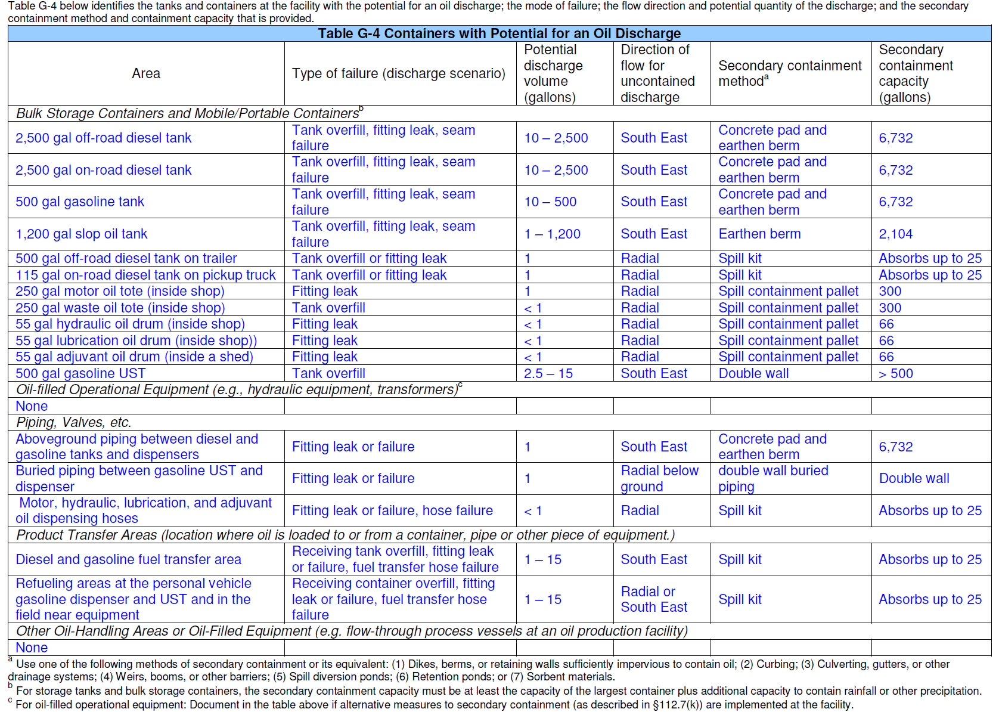 Table G-4 below identifies the tanks and containers at the facility with the potential for an oil discharge; the mode of failure; the flow direction and potential quantity of the discharge; and the secondary
containment method and containment capacity that is provided.
Table G-4 Containers with Potential for an Oil Discharge
Area
Type of failure (discharge scenario)
Potential
discharge
volume
(gallons)
Direction of
flow for
uncontained
discharge
Secondary containment
methodᵃ
Secondary
containment
capacity
(gallons)
Bulk Storage Containers and Mobile/Portable Containersᵇ
2,500 gal off-road diesel tank
Tank overfill, fitting leak, seam
failure
10 – 2,500
South East
Concrete pad and
earthen berm
6,732
2,500 gal on-road diesel tank
Tank overfill, fitting leak, seam
failure
10 – 2,500
South East
Concrete pad and
earthen berm
6,732
500 gal gasoline tank
Tank overfill, fitting leak, seam
failure
10 – 500
South East
Concrete pad and
earthen berm
6,732
1,200 gal slop oil tank
Tank overfill, fitting leak, seam
failure
1 – 1,200
South East
Earthen berm
2,104
500 gal off-road diesel tank on trailer
Tank overfill or fitting leak
1
Radial
Spill kit
Absorbs up to 25
115 gal on-road diesel tank on pickup truck
Tank overfill or fitting leak
1
Radial
Spill kit
Absorbs up to 25
250 gal motor oil tote (inside shop)
Fitting leak
1
Radial
Spill containment pallet
300
250 gal waste oil tote (inside shop)
Tank overfill
< 1
Radial
Spill containment pallet
300
55 gal hydraulic oil drum (inside shop)
Fitting leak
< 1
Radial
Spill containment pallet
66
55 gal lubrication oil drum (inside shop))
Fitting leak
< 1
Radial
Spill containment pallet
66
55 gal adjuvant oil drum (inside a shed)
Fitting leak
< 1
Radial
Spill containment pallet
66
500 gal gasoline UST
Tank overfill
2.5 – 15
South East
Double wall
> 500
Oil-filled Operational Equipment (e.g., hydraulic equipment, transformers)ᶜ
None
Piping, Valves, etc.
Aboveground piping between diesel and
gasoline tanks and dispensers
Fitting leak or failure
1
South East
Concrete pad and
earthen berm
6,732
Buried piping between gasoline UST and
dispenser
Fitting leak or failure
1
Radial below
ground
double wall buried
piping
Double wall
Motor, hydraulic, lubrication, and adjuvant
oil dispensing hoses
Fitting leak or failure, hose failure
< 1
Radial
Spill kit
Absorbs up to 25
Product Transfer Areas (location where oil is loaded to or from a container, pipe or other piece of equipment.)
Diesel and gasoline fuel transfer area
Receiving tank overfill, fitting leak
or failure, fuel transfer hose failure
1 – 15
South East
Spill kit
Absorbs up to 25
Refueling areas at the personal vehicle
gasoline dispenser and UST and in the
field near equipment
Receiving container overfill, fitting
leak or failure, fuel transfer hose
failure
1 – 15
Radial or
South East
Spill kit
Absorbs up to 25
Other Oil-Handling Areas or Oil-Filled Equipment (e.g. flow-through process vessels at an oil production facility)
None
ᵃ Use one of the following methods of secondary containment or its equivalent: (1) Dikes, berms, or retaining walls sufficiently impervious to contain oil; (2) Curbing; (3) Culverting, gutters, or other
drainage systems; (4) Weirs, booms, or other barriers; (5) Spill diversion ponds; (6) Retention ponds; or (7) Sorbent materials.
ᵇ For storage tanks and bulk storage containers, the secondary containment capacity must be at least the capacity of the largest container plus additional capacity to contain rainfall or other precipitation.
ᶜ For oil-filled operational equipment: Document in the table above if alternative measures to secondary containment (as described in §112.7(k)) are implemented at the facility.